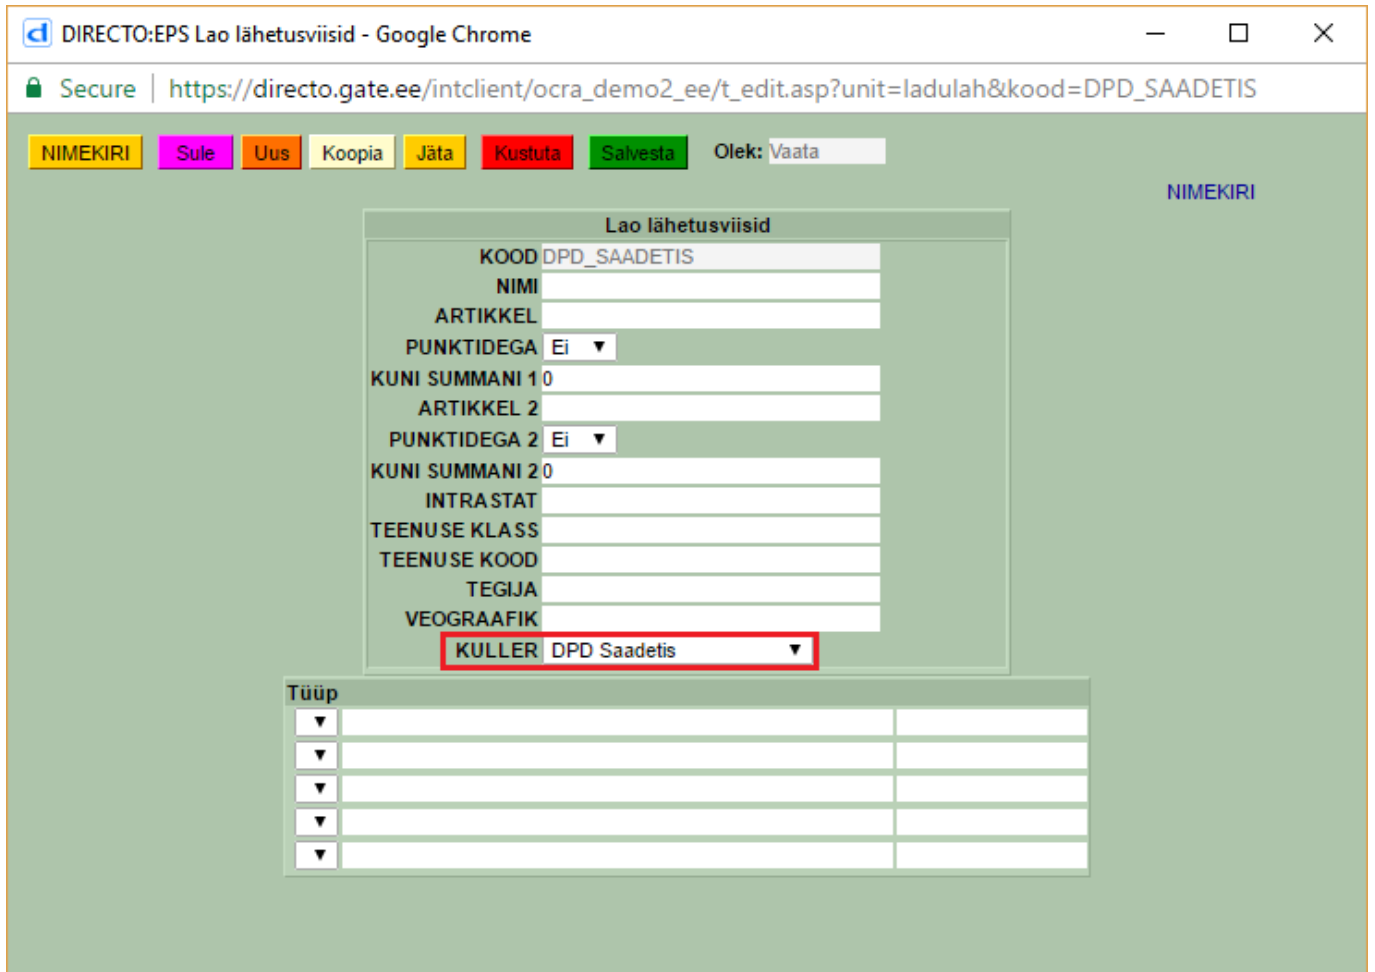 DIRECTO:EPS Lao lähetusviisid - Google Chrome
Secure | https://directo.gate.ee/intclient/ocra_demo2_ee/t_edit.asp?unit=ladulah&kood=DPD_SAADETIS
NIMEKIRI Sule Uus Koopia Jäta Kustuta Salvesta Olek: Vaata
NIMEKIRI
Lao lähetusviisid
KOOD DPD_SAADETIS
NIMI
ARTIKKEL
PUNKTIDEGA Ei
KUNI SUMMANI 1 0
ARTIKKEL 2
PUNKTIDEGA 2 Ei
KUNI SUMMANI 2 0
INTRASTAT
TEENUSE KLASS
TEENUSE KOOD
TEGIJA
VEOGRAAFIK
KULLER DPD Saadetis
Tüüp